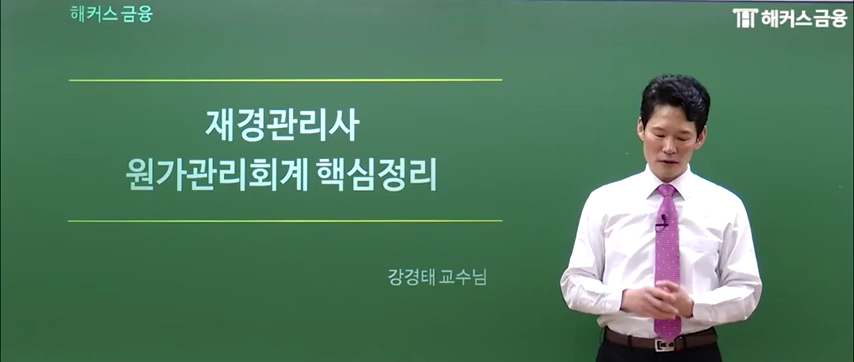 해커스 금융
해커스금융
재경관리사
원가관리회계 핵심정리
강경태 교수님